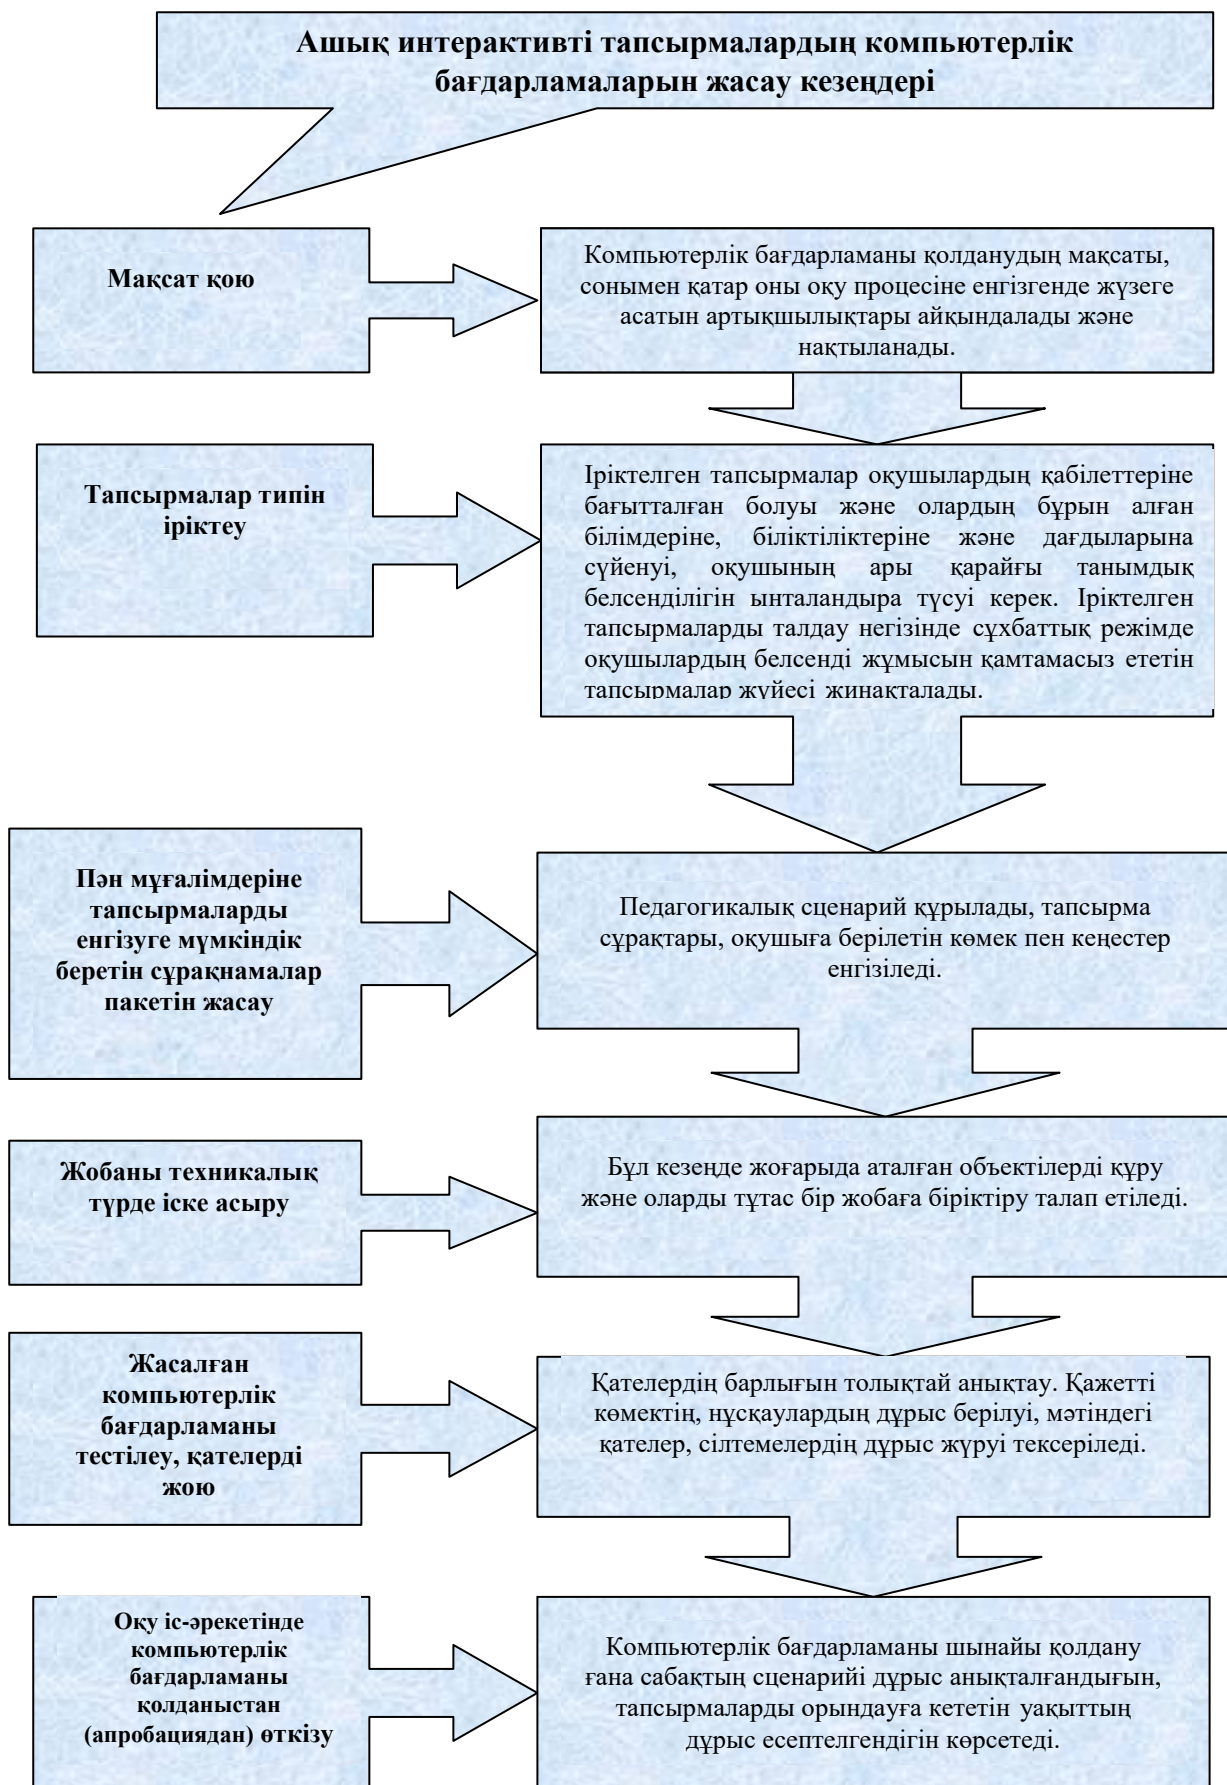 Ашық интерактивті тапсырмалардың компьютерлік
бағдарламаларын жасау кезеңдері
Мақсат қою
Компьютерлік бағдарламаны қолданудың мақсаты,
сонымен қатар оны оқу процесіне енгізгенде жүзеге
асатын артықшылықтары айқындалады және
нақтыланады.
Тапсырмалар типін
іріктеу
Іріктелген тапсырмалар оқушылардың қабілеттеріне
бағытталған болуы және олардың бұрын алған
білімдеріне, біліктіліктеріне және дағдыларына
сүйенуі, оқушының ары қарайғы танымдық
белсенділігін ынталандыра түсуі керек. Іріктелген
тапсырмаларды талдау негізінде сұхбаттық режімде
оқушылардың белсенді жұмысын қамтамасыз ететін
тапсырмалар жүйесі жинақталады.
Пән мұғалімдеріне
тапсырмаларды
енгізуге мүмкіндік
беретін сұрақнамалар
пакетін жасау
Педагогикалық сценарий құрылады, тапсырма
сұрақтары, оқушыға берілетін көмек пен кеңестер
енгізіледі.
Жобаны техникалық
түрде іске асыру
Бұл кезеңде жоғарыда аталған объектілерді құру
және оларды тұтас бір жобаға біріктіру талап етіледі.
Жасалған
компьютерлік
бағдарламаны
тестілеу, қателерді
жою
Қателердің барлығын толықтай анықтау. Қажетті
көмектің, нұсқаулардың дұрыс берілуі, мәтіндегі
қателер, сілтемелердің дұрыс жүруі тексеріледі.
Оқу іс-әрекетінде
компьютерлік
бағдарламаны
қолданыстан
(апробациядан) өткізу
Компьютерлік бағдарламаны шынайы қолдану
ғана сабақтың сценарийі дұрыс анықталғандығын,
тапсырмаларды орындауға кететін уақыттың
дұрыс есептелгендігін көрсетеді.